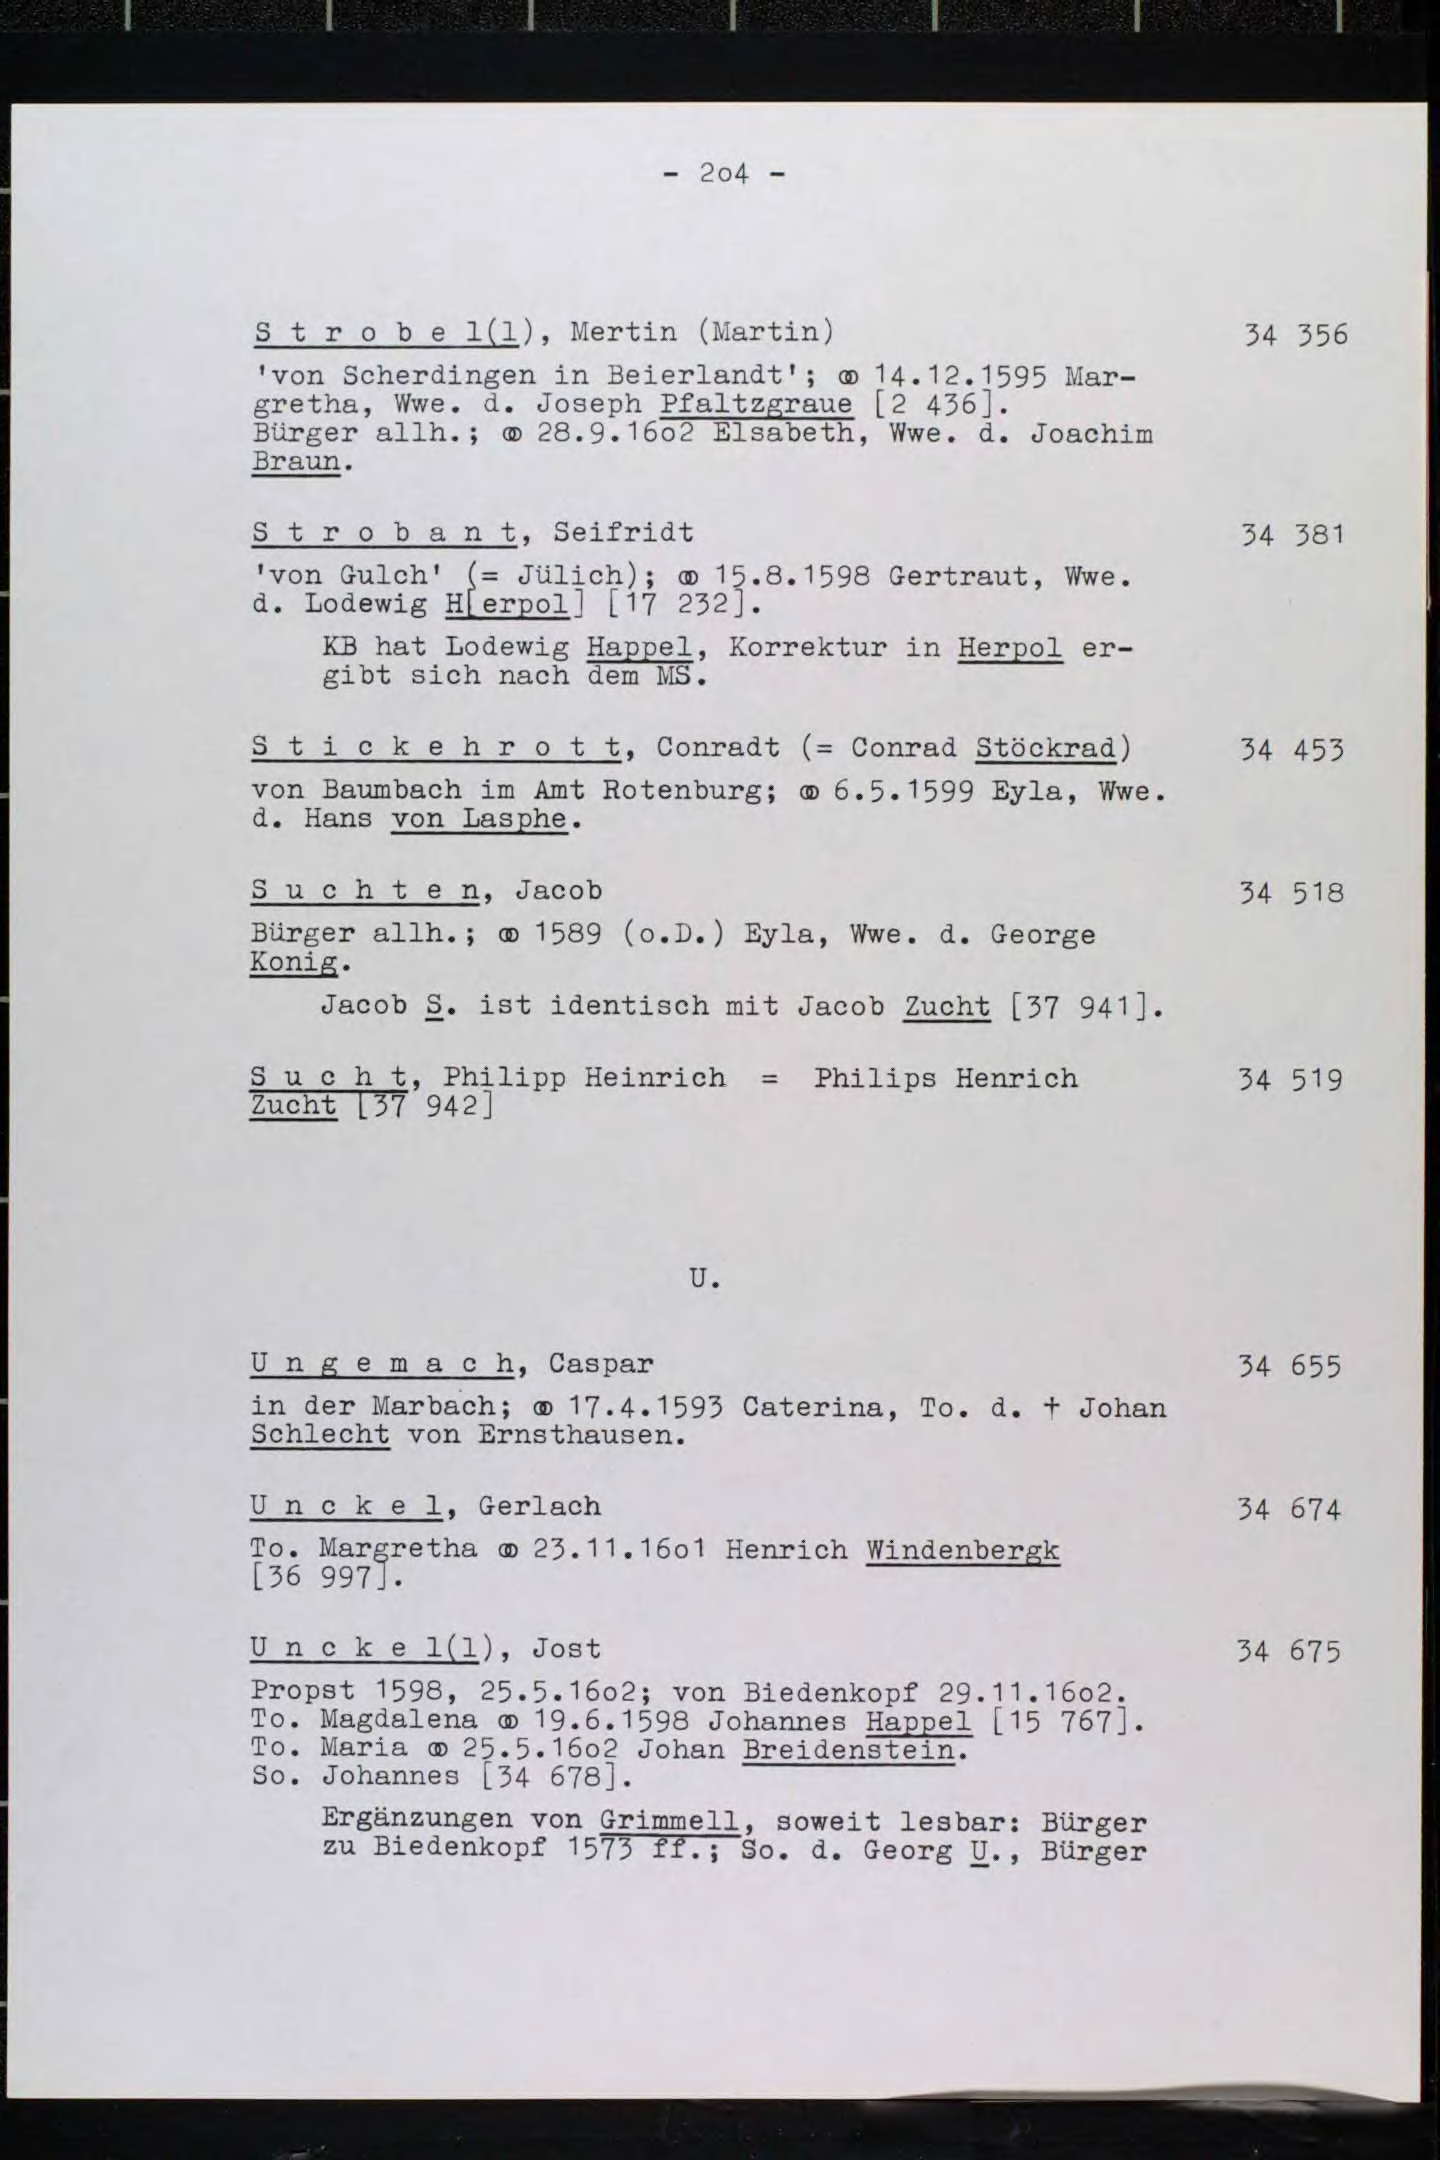 - 2o4 -
S t r o b e l(l), Mertin (Martin) 34 356
'von Scherdingen in Beierlandt'; ⚭ 14.12.1595 Mar-
gretha, Wwe. d. Joseph Pfaltzgraue [2 436].
Bürger allh.; ⚭ 28.9.16o2 Elsabeth, Wwe. d. Joachim
Braun.
S t r o b a n t, Seifridt 34 381
'von Gulch' (= Jülich); ⚭ 15.8.1598 Gertraut, Wwe.
d. Lodewig H[erpol] [17 232].
KB hat Lodewig Happel, Korrektur in Herpol er-
gibt sich nach dem MS.
S t i c k e h r o t t, Conradt (= Conrad Stöckrad) 34 453
von Baumbach im Amt Rotenburg; ⚭ 6.5.1599 Eyla, Wwe.
d. Hans von Lasphe.
S u c h t e n, Jacob 34 518
Bürger allh.; ⚭ 1589 (o.D.) Eyla, Wwe. d. George
Konig.
Jacob S. ist identisch mit Jacob Zucht [37 941].
S u c h t, Philipp Heinrich = Philips Henrich 34 519
Zucht [37 942]
U.
U n g e m a c h, Caspar 34 655
in der Marbach; ⚭ 17.4.1593 Caterina, To. d. † Johan
Schlecht von Ernsthausen.
U n c k e l, Gerlach 34 674
To. Margretha ⚭ 23.11.16o1 Henrich Windenbergk
[36 997].
U n c k e l(l), Jost 34 675
Propst 1598, 25.5.16o2; von Biedenkopf 29.11.16o2.
To. Magdalena ⚭ 19.6.1598 Johannes Happel [15 767].
To. Maria ⚭ 25.5.16o2 Johan Breidenstein.
So. Johannes [34 678].
Ergänzungen von Grimmell, soweit lesbar: Bürger
zu Biedenkopf 1573 ff.; So. d. Georg U., Bürger